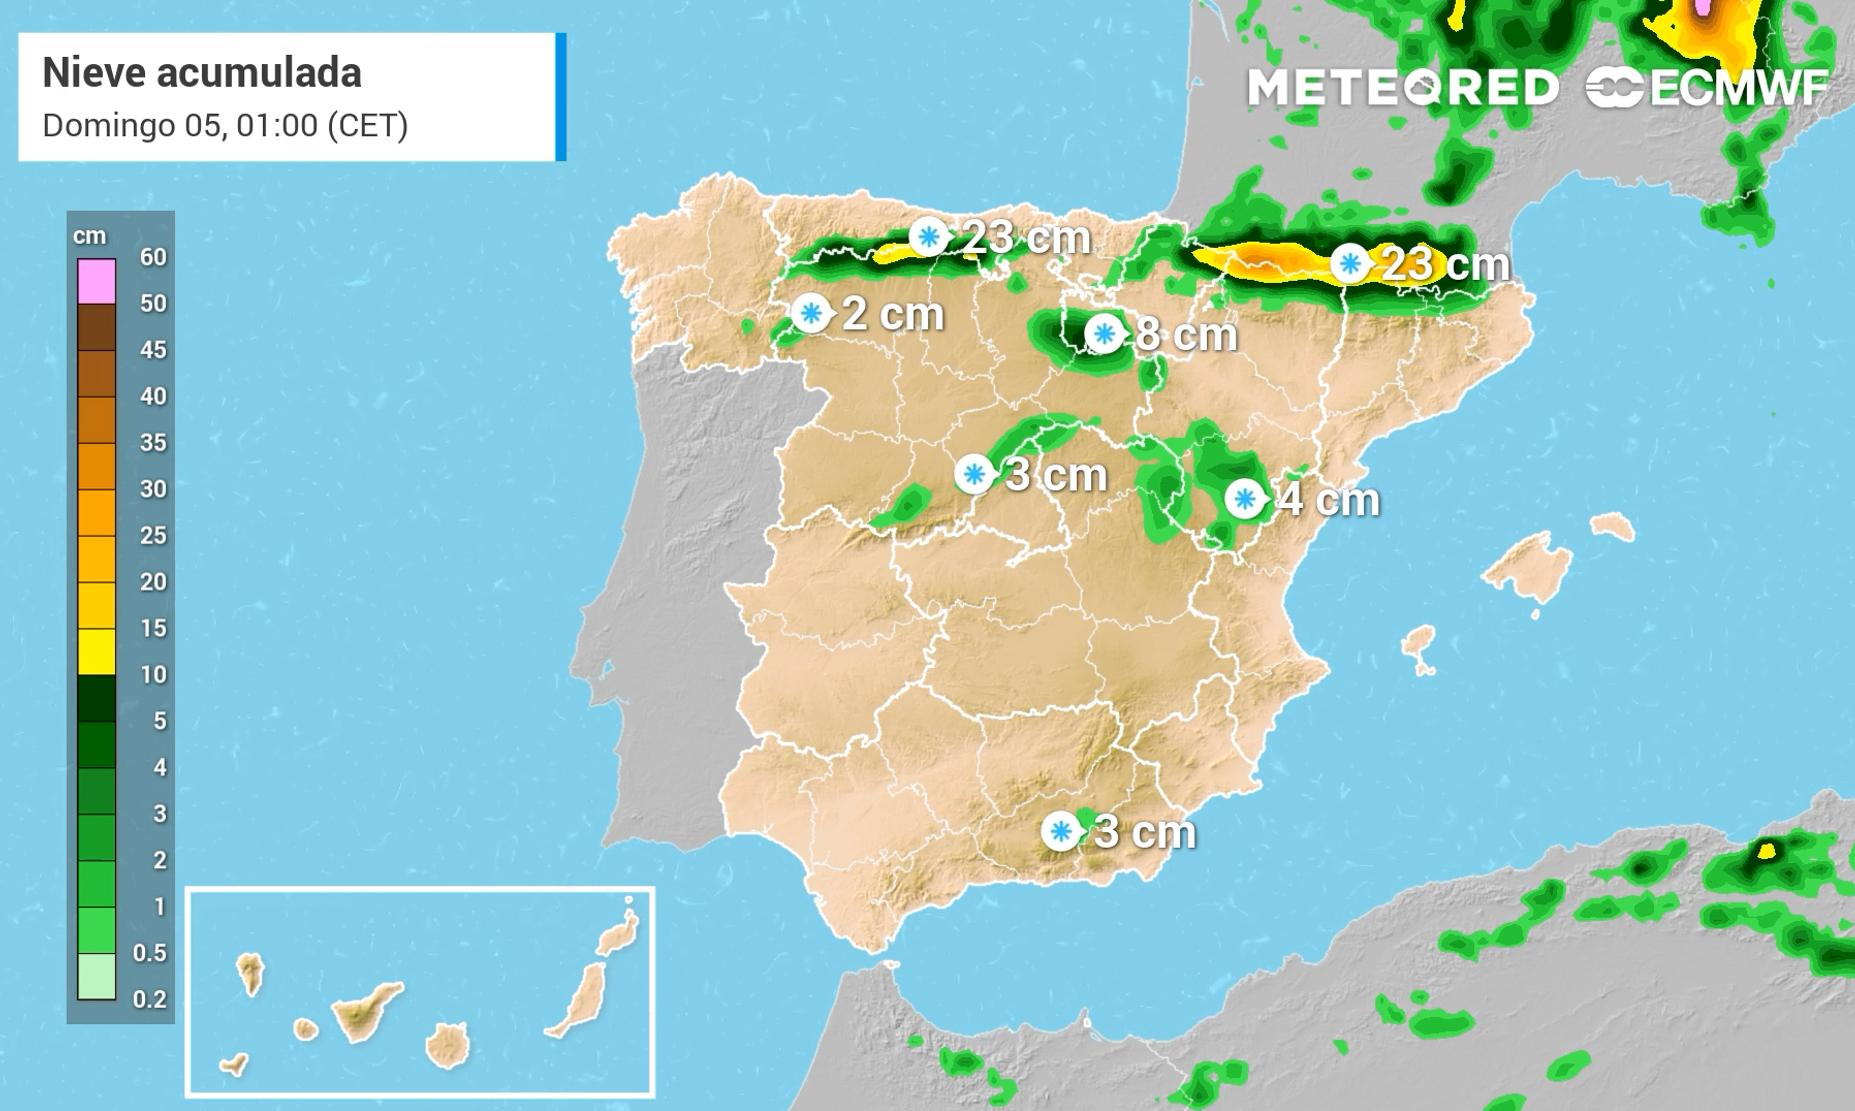 Nieve acumulada
Domingo 05, 01:00 (CET)
METEORED ECMWF
cm
60
50
45
40
35
30
25
20
15
10
5
4
3
2
1
0.5
0.2
23 cm
23 cm
2 cm
8 cm
3 cm
4 cm
3 cm